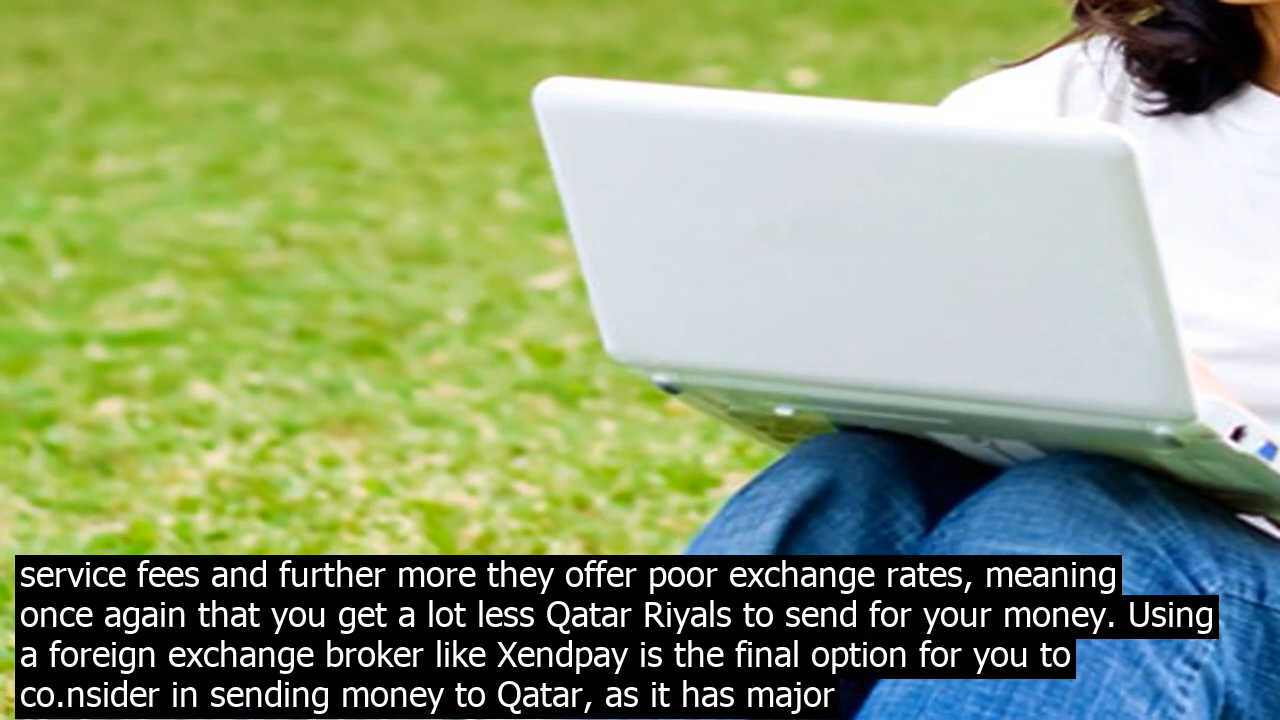 service fees and further more they offer poor exchange rates, meaning
once again that you get a lot less Qatar Riyals to send for your money. Using
a foreign exchange broker like Xendpay is the final option for you to
co.nsider in sending money to Qatar, as it has major